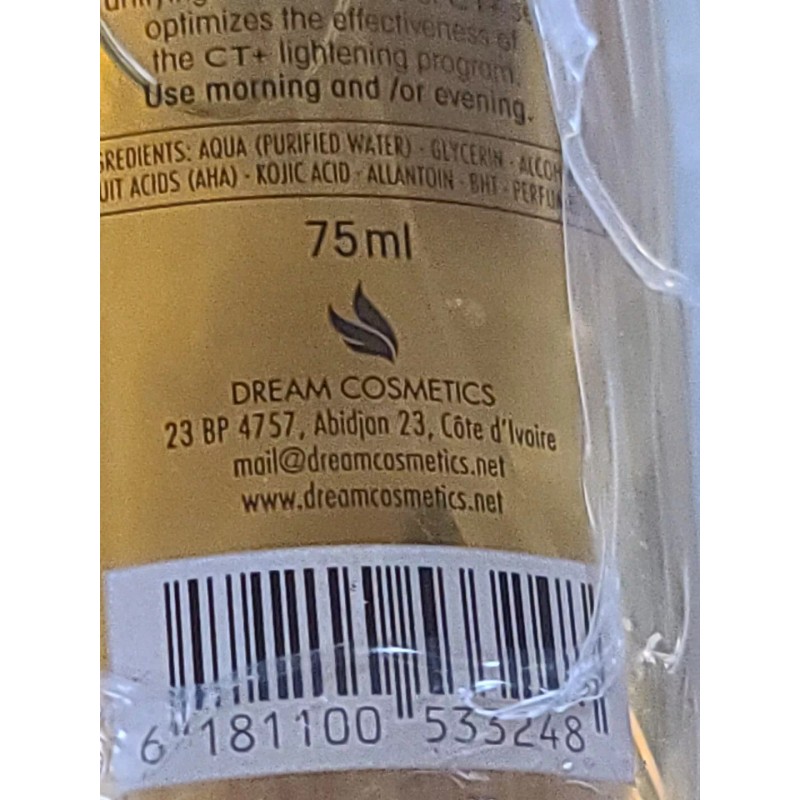 optimizes the effectiveness of
the CT+ lightening program.
Use morning and /or evening.
REDIENTS: AQUA (PURIFIED WATER) - GLYCERIN - ALCOH
UIT ACIDS (AHA) - KOJIC ACID - ALLANTOIN - BHT - PERFUM
75ml
DREAM COSMETICS
23 BP 4757, Abidjan 23, Côte d'Ivoire
mail@dreamcosmetics.net
www.dreamcosmetics.net
6 181100 533248